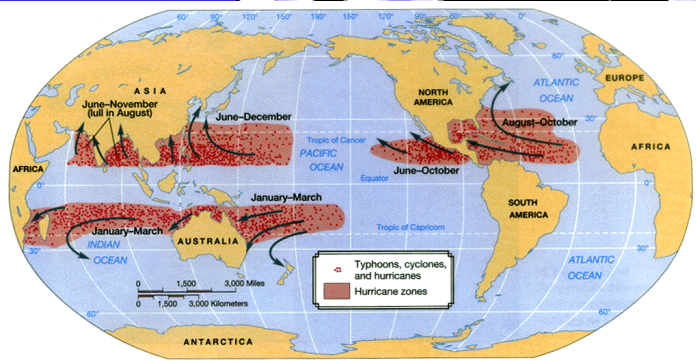 60° 90° 120° 150° 180° 150° 120° 90° 60° 30° 0°
60°
ASIA
June–November
(lull in August)
June–December
Tropic of Cancer
PACIFIC
OCEAN
NORTH
AMERICA
ATLANTIC
OCEAN
EUROPE
August–October
30°
June–October
AFRICA
AFRICA
0°
Equator
0°
January–March
January–March
INDIAN
OCEAN
AUSTRALIA
Tropic of Capricorn
SOUTH
AMERICA
ATLANTIC
OCEAN
30°
30°
0 1,500 3,000 Miles
0 1,500 3,000 Kilometers
Typhoons, cyclones,
and hurricanes
Hurricane zones
60°
60°
ANTARCTICA